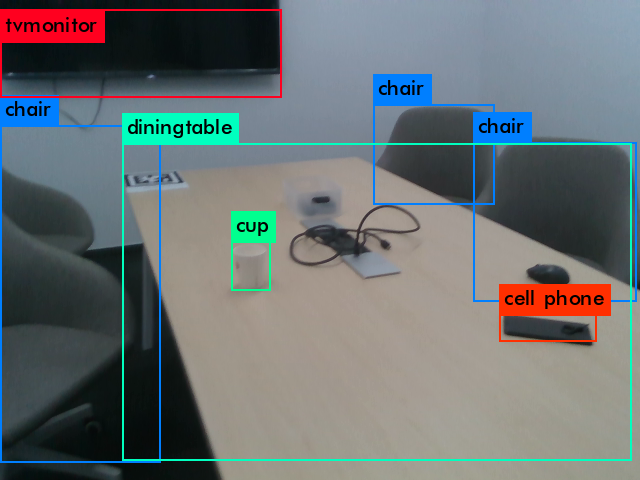 tvmonitor
chair
chair
diningtable
chair
cup
cell phone